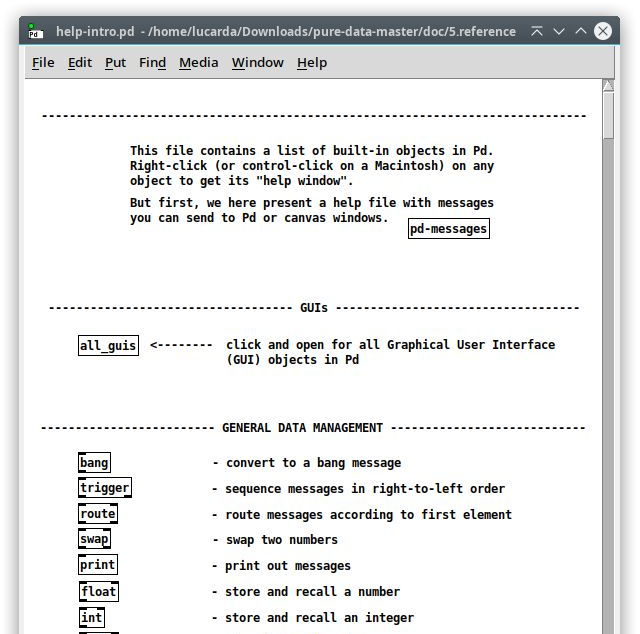 help-intro.pd  - /home/lucarda/Downloads/pure-data-master/doc/5.reference
File Edit Put Find Media Window Help
------------------------------------------------------------------------------
This file contains a list of built-in objects in Pd.
Right-click (or control-click on a Macintosh) on any
object to get its "help window".
But first, we here present a help file with messages
you can send to Pd or canvas windows.
pd-messages
----------------------------------- GUIs -----------------------------------
all_guis <-------- click and open for all Graphical User Interface
(GUI) objects in Pd
------------------------- GENERAL DATA MANAGEMENT ----------------------------
bang - convert to a bang message
trigger - sequence messages in right-to-left order
route - route messages according to first element
swap - swap two numbers
print - print out messages
float - store and recall a number
int - store and recall an integer